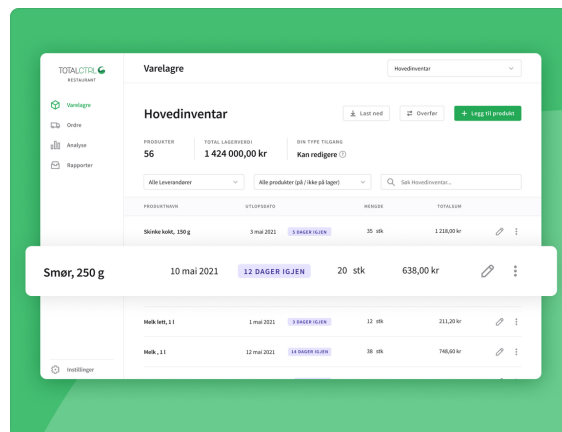 TOTALCTRL
RESTAURANT
Varelagre
Hovedinventar
Varelagre
Ordre
Analyse
Rapporter
Instillinger
Hovedinventar
Last ned
Overfør
+ Legg til produkt
PRODUKTER
TOTAL LAGERVERDI
DIN TYPE TILGANG
56
1 424 000,00 kr
Kan redigere
Alle Leverandører
Alle produkter (på / ikke på lager)
Søk Hovedinventar...
PRODUKTNAVN UTLØPSDATO MENGDE TOTALSUM
Skinke kokt, 150 g 3 mai 2021 5 DAGER IGJEN 35 stk 1 218,00 kr
Smør, 250 g 10 mai 2021 12 DAGER IGJEN 20 stk 638,00 kr
Melk lett, 1 l 1 mai 2021 3 DAGER IGJEN 12 stk 211,20 kr
Melk , 1 l 12 mai 2021 14 DAGER IGJEN 38 stk 748,60 kr